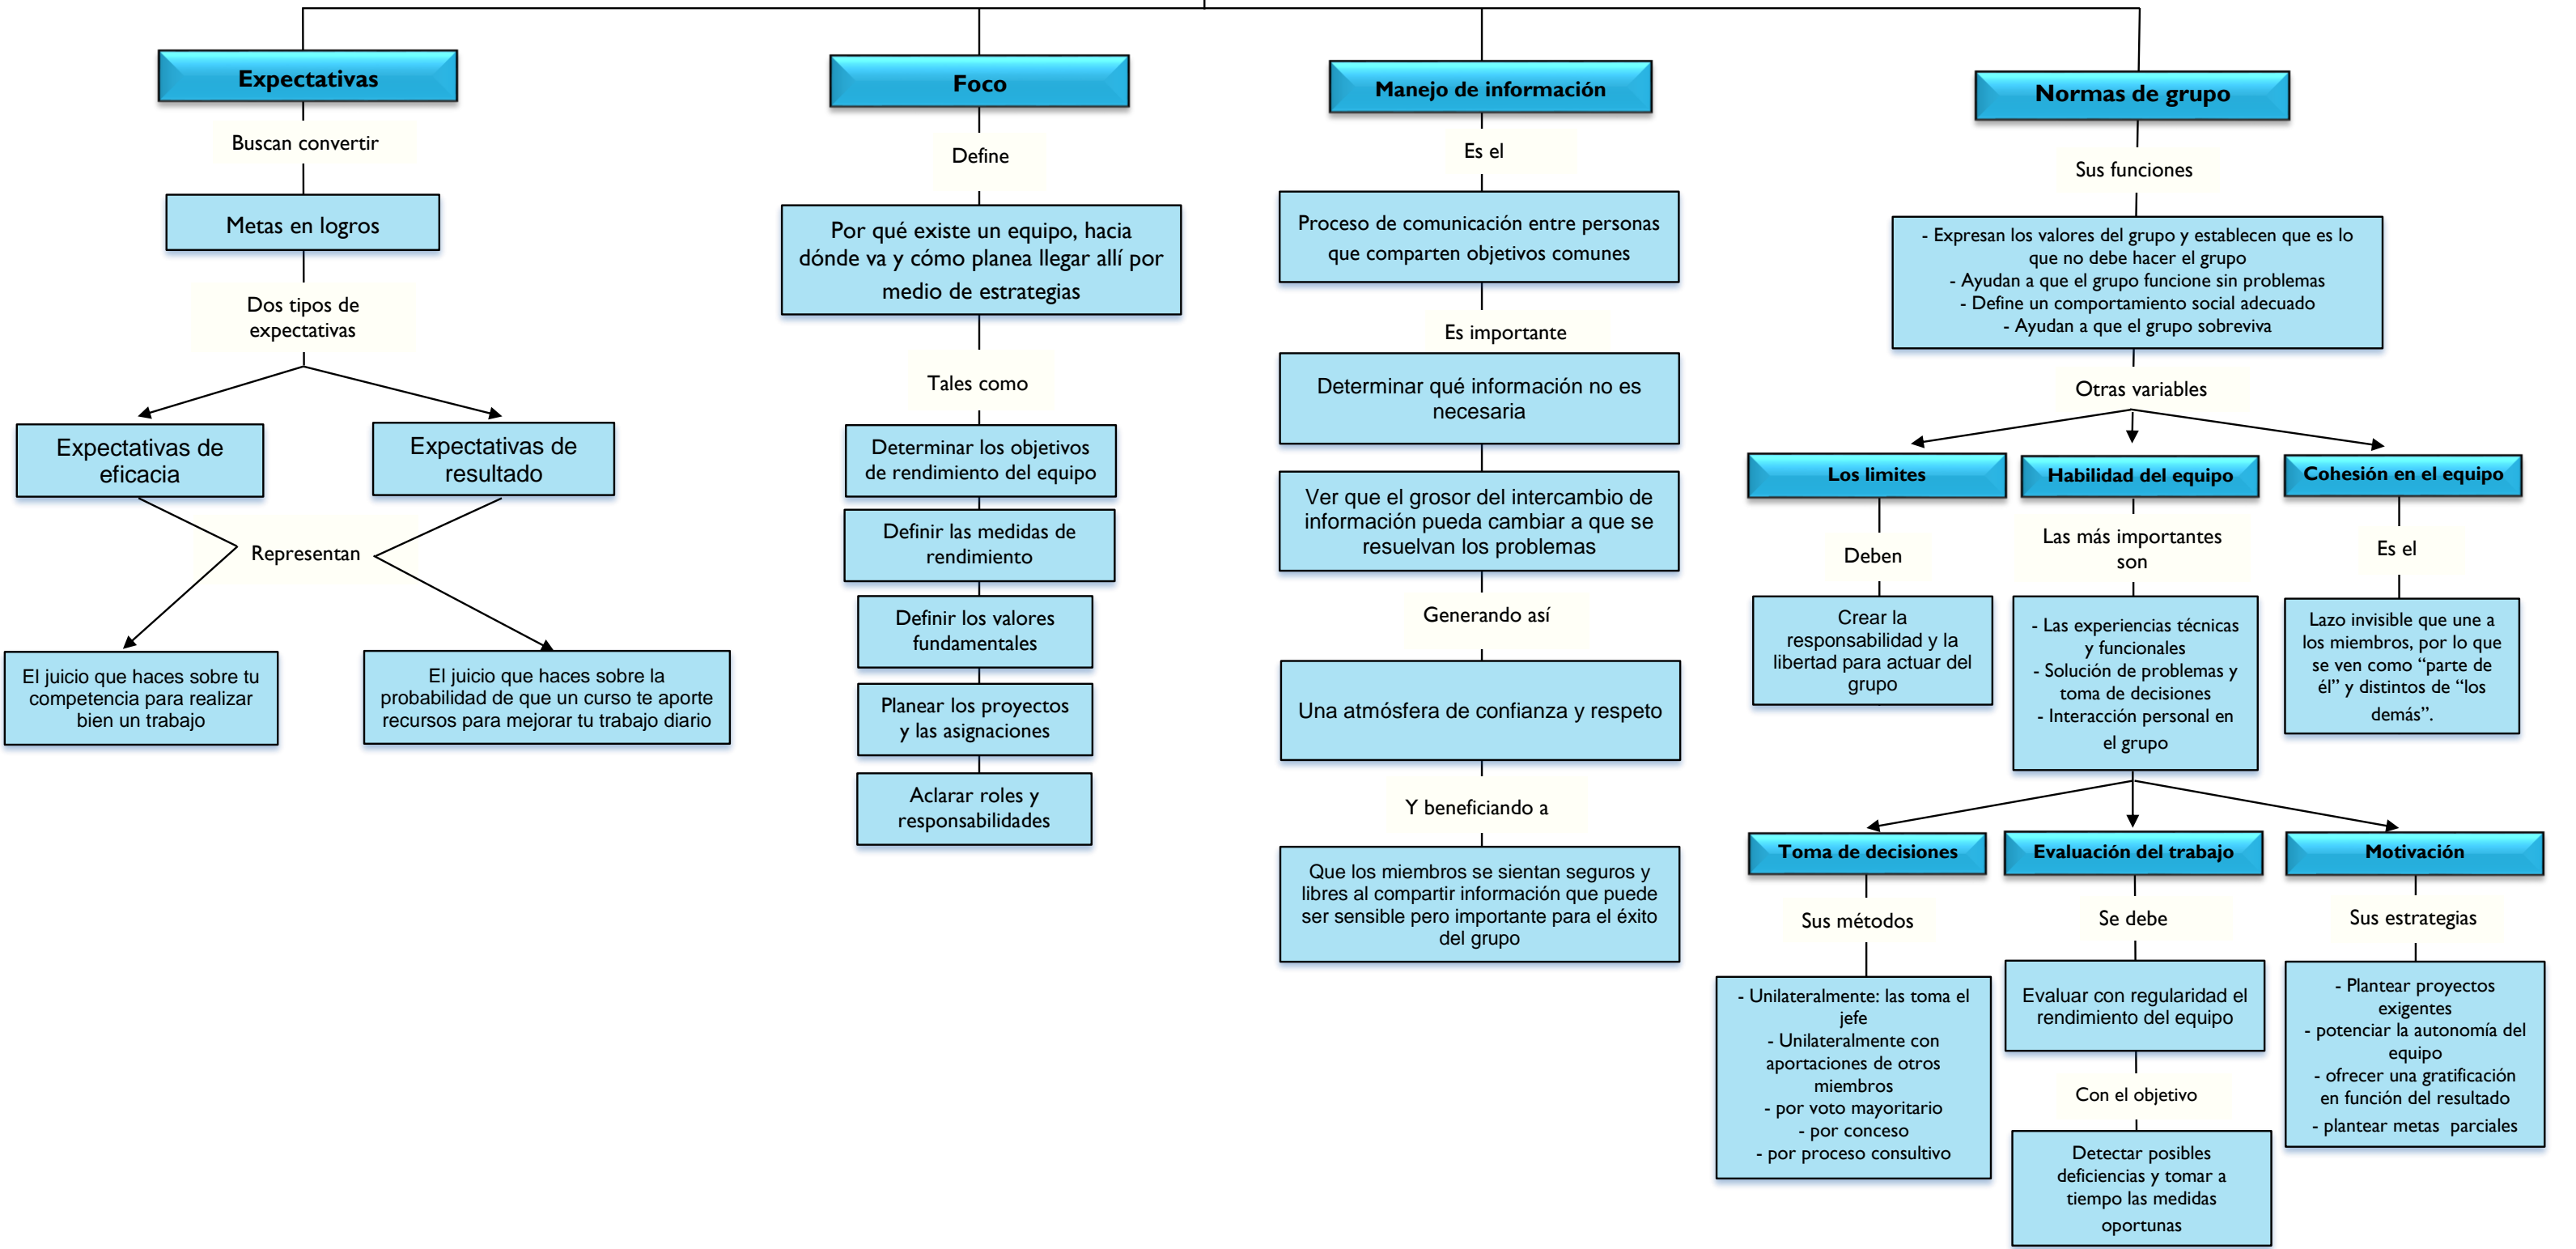 Expectativas
Buscan convertir
Metas en logros
Dos tipos de
expectativas
Expectativas de
eficacia
Expectativas de
resultado
Representan
El juicio que haces sobre tu
competencia para realizar
bien un trabajo
El juicio que haces sobre la
probabilidad de que un curso te aporte
recursos para mejorar tu trabajo diario
Foco
Define
Por qué existe un equipo, hacia
dónde va y cómo planea llegar allí por
medio de estrategias
Tales como
Determinar los objetivos
de rendimiento del equipo
Definir las medidas de
rendimiento
Definir los valores
fundamentales
Planear los proyectos
y las asignaciones
Aclarar roles y
responsabilidades
Manejo de información
Es el
Proceso de comunicación entre personas
que comparten objetivos comunes
Es importante
Determinar qué información no es
necesaria
Ver que el grosor del intercambio de
información pueda cambiar a que se
resuelvan los problemas
Generando así
Una atmósfera de confianza y respeto
Y beneficiando a
Que los miembros se sientan seguros y
libres al compartir información que puede
ser sensible pero importante para el éxito
del grupo
Normas de grupo
Sus funciones
- Expresan los valores del grupo y establecen que es lo
que no debe hacer el grupo
- Ayudan a que el grupo funcione sin problemas
- Define un comportamiento social adecuado
- Ayudan a que el grupo sobreviva
Otras variables
Los limites
Deben
Crear la
responsabilidad y la
libertad para actuar del
grupo
Habilidad del equipo
Las más importantes
son
- Las experiencias técnicas
y funcionales
- Solución de problemas y
toma de decisiones
- Interacción personal en
el grupo
Cohesión en el equipo
Es el
Lazo invisible que une a
los miembros, por lo que
se ven como “parte de
él” y distintos de “los
demás”.
Toma de decisiones
Sus métodos
- Unilateralmente: las toma el
jefe
- Unilateralmente con
aportaciones de otros
miembros
- por voto mayoritario
- por conceso
- por proceso consultivo
Evaluación del trabajo
Se debe
Evaluar con regularidad el
rendimiento del equipo
Con el objetivo
Detectar posibles
deficiencias y tomar a
tiempo las medidas
oportunas
Motivación
Sus estrategias
- Plantear proyectos
exigentes
- potenciar la autonomía del
equipo
- ofrecer una gratificación
en función del resultado
- plantear metas  parciales